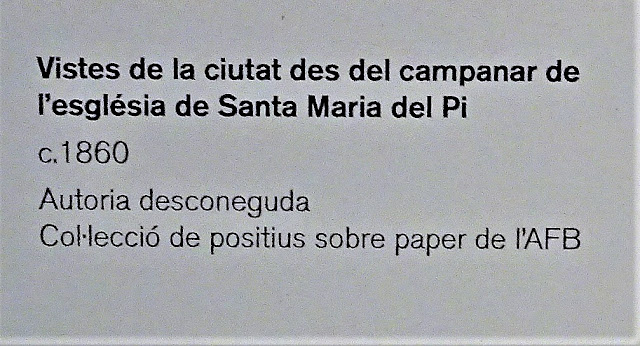 Vistes de la ciutat des del campanar de
l'església de Santa Maria del Pi
c.1860
Autoria desconeguda
Col·lecció de positius sobre paper de l'AFB